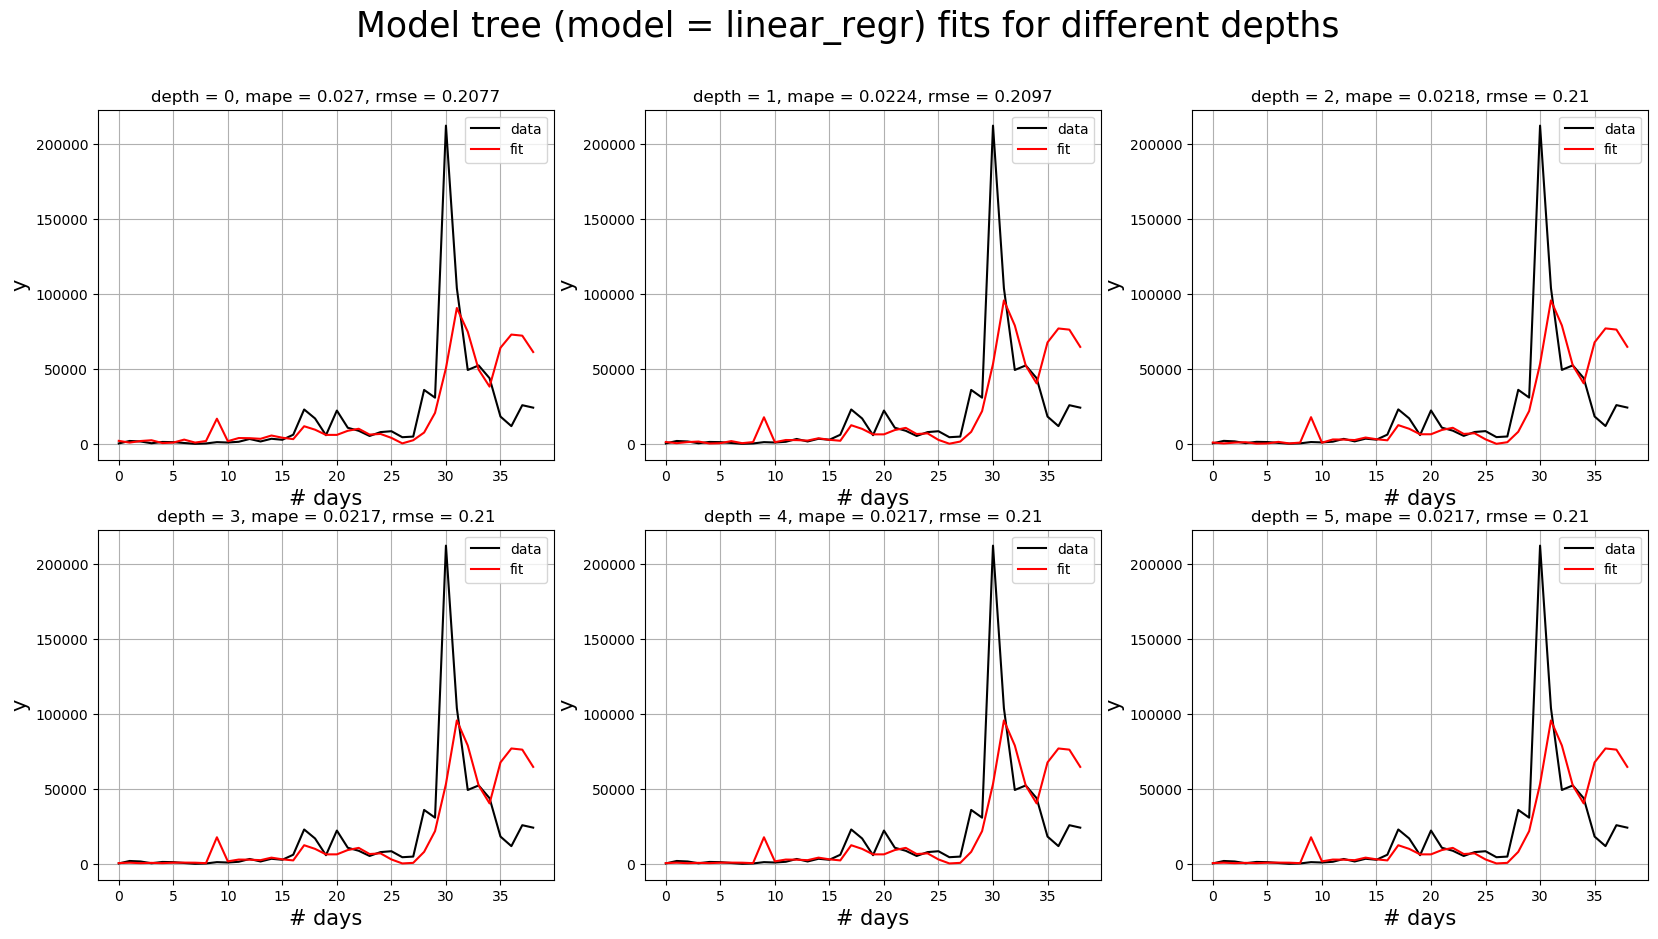 Model tree (model = linear_regr) fits for different depths
depth = 0, mape = 0.027, rmse = 0.2077
data
fit
200000
150000
100000
50000
0
y
0 5 10 15 20 25 30 35
# days
depth = 1, mape = 0.0224, rmse = 0.2097
data
fit
200000
150000
100000
50000
0
y
0 5 10 15 20 25 30 35
# days
depth = 2, mape = 0.0218, rmse = 0.21
data
fit
200000
150000
100000
50000
0
y
0 5 10 15 20 25 30 35
# days
depth = 3, mape = 0.0217, rmse = 0.21
data
fit
200000
150000
100000
50000
0
y
0 5 10 15 20 25 30 35
# days
depth = 4, mape = 0.0217, rmse = 0.21
data
fit
200000
150000
100000
50000
0
y
0 5 10 15 20 25 30 35
# days
depth = 5, mape = 0.0217, rmse = 0.21
data
fit
200000
150000
100000
50000
0
y
0 5 10 15 20 25 30 35
# days